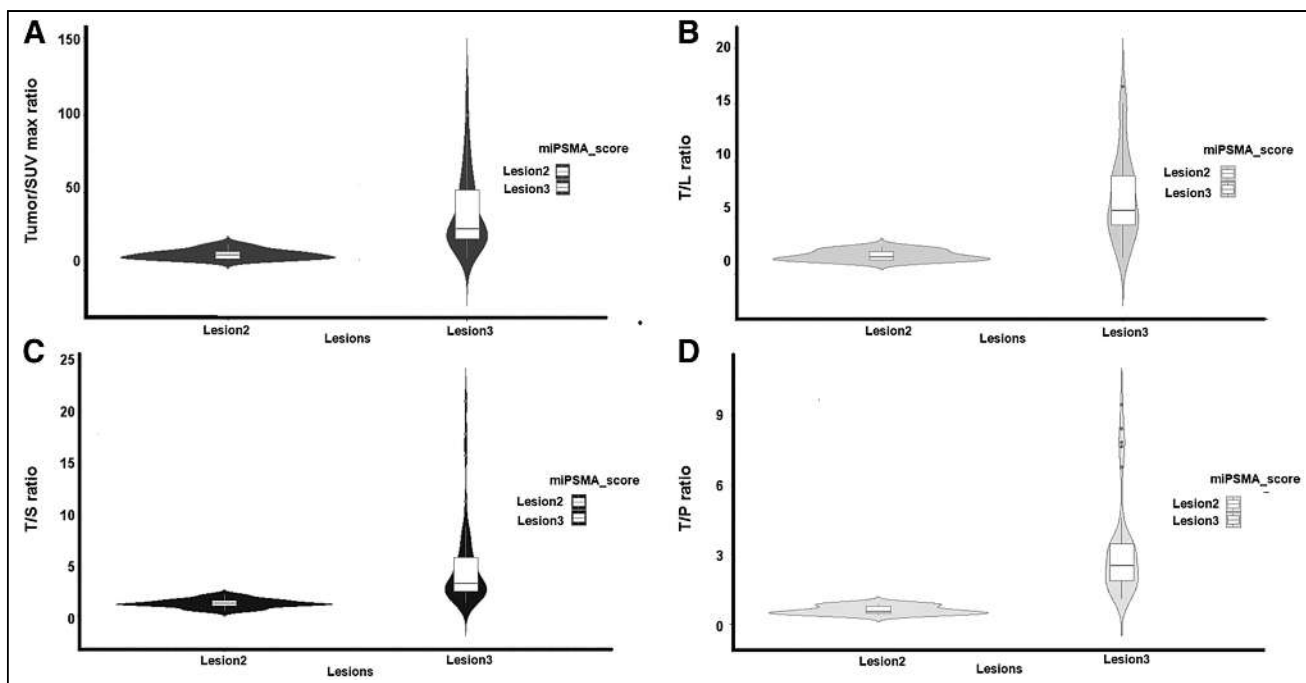 A
Tumor/SUV max ratio
150
100
50
0
miPSMA_score
Lesion2
Lesion3
Lesion2
Lesions
Lesion3
B
T/L ratio
20
15
10
5
0
miPSMA_score
Lesion2
Lesion3
Lesion2
Lesions
Lesion3
C
T/S ratio
25
20
15
10
5
0
miPSMA_score
Lesion2
Lesion3
Lesion2
Lesions
Lesion3
D
T/P ratio
9
6
3
0
miPSMA_score
Lesion2
Lesion3
Lesion2
Lesions
Lesion3